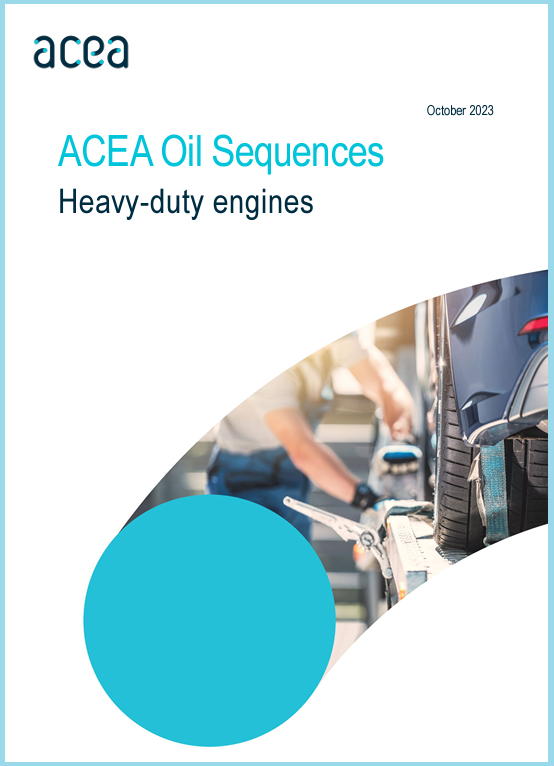 acea
October 2023
ACEA Oil Sequences
Heavy-duty engines